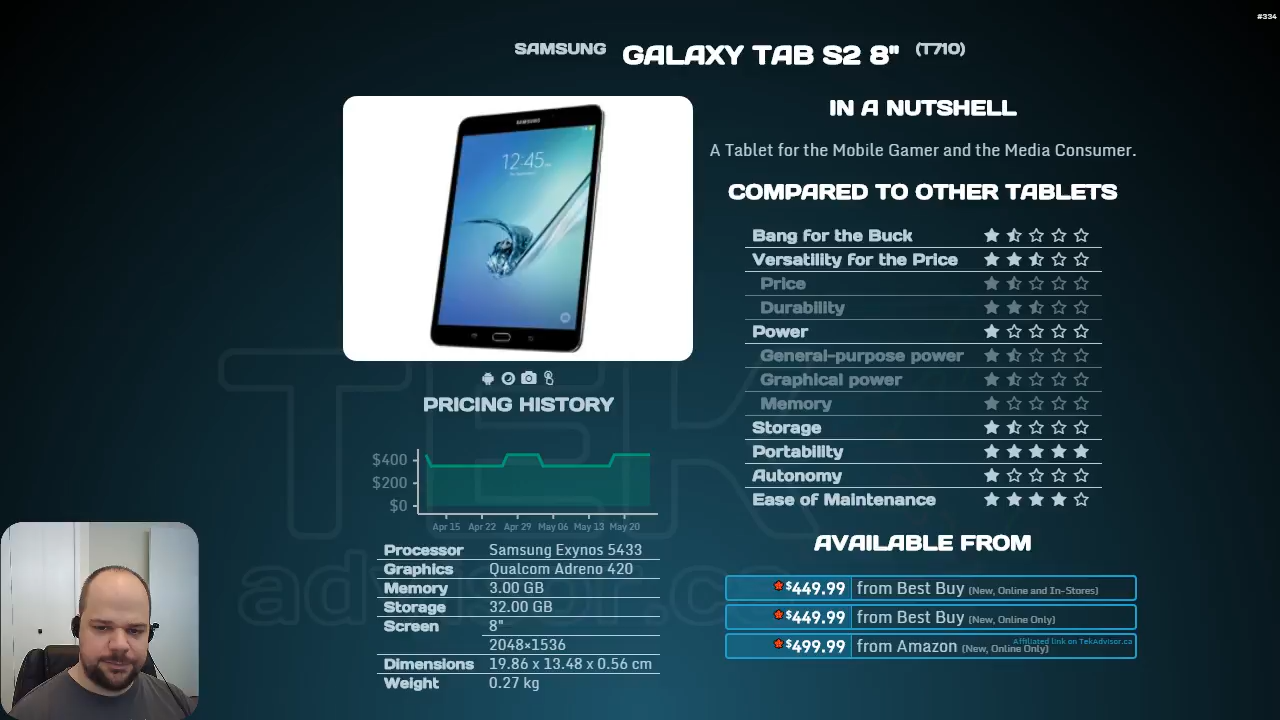 #334
SAMSUNG GALAXY TAB S2 8" (T710)
SAMSUNG
12:45
IN A NUTSHELL
A Tablet for the Mobile Gamer and the Media Consumer.
COMPARED TO OTHER TABLETS
Bang for the Buck
Versatility for the Price
Price
Durability
Power
General-purpose power
Graphical power
Memory
Storage
Portability
Autonomy
Ease of Maintenance
PRICING HISTORY
$400
$200
$0
Apr 15 Apr 22 Apr 29 May 06 May 13 May 20
Processor Samsung Exynos 5433
Graphics Qualcom Adreno 420
Memory 3.00 GB
Storage 32.00 GB
Screen 8"
2048×1536
Dimensions 19.86 x 13.48 x 0.56 cm
Weight 0.27 kg
AVAILABLE FROM
$449.99 from Best Buy (New, Online and In-Stores)
$449.99 from Best Buy (New, Online Only)
Affiliated link on TekAdvisor.ca
$499.99 from Amazon (New, Online Only)
TEK